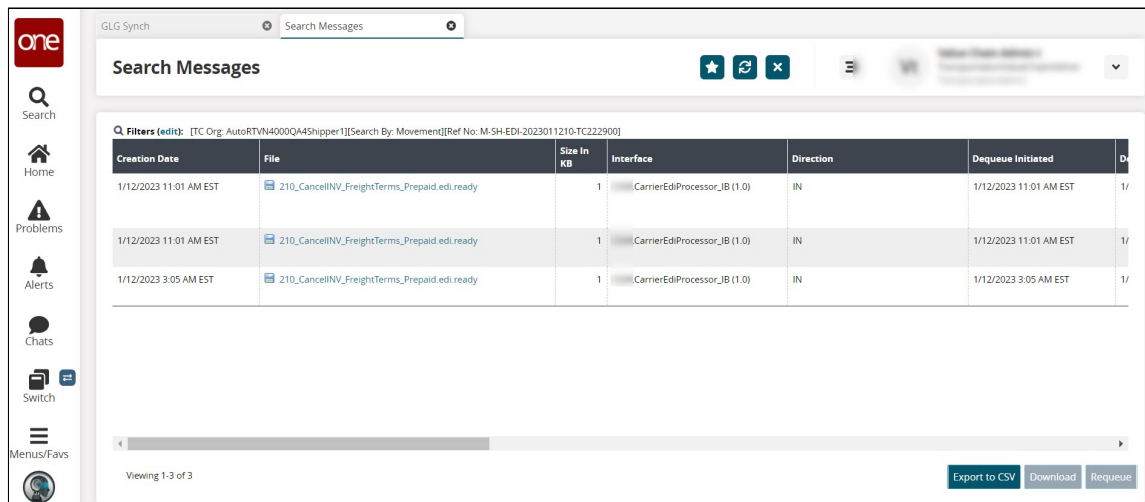 one
GLG Synch
Search Messages
Search Messages
Search
Home
Problems
Alerts
Chats
Switch
Menus/Favs
Filters (edit): [TC Org: AutoRTVN4000QA4Shipper1][Search By: Movement][Ref No: M-SH-EDI-2023011210-TC222900]
Creation Date File Size In KB Interface Direction Dequeue Initiated De
1/12/2023 11:01 AM EST 210_CancelINV_FreightTerms_Prepaid.edi.ready 1 .CarrierEdiProcessor_IB (1.0) IN 1/12/2023 11:01 AM EST 1/
1/12/2023 11:01 AM EST 210_CancelINV_FreightTerms_Prepaid.edi.ready 1 .CarrierEdiProcessor_IB (1.0) IN 1/12/2023 11:01 AM EST 1/
1/12/2023 3:05 AM EST 210_CancelINV_FreightTerms_Prepaid.edi.ready 1 .CarrierEdiProcessor_IB (1.0) IN 1/12/2023 3:05 AM EST 1/
Viewing 1-3 of 3
Export to CSV Download Requeue